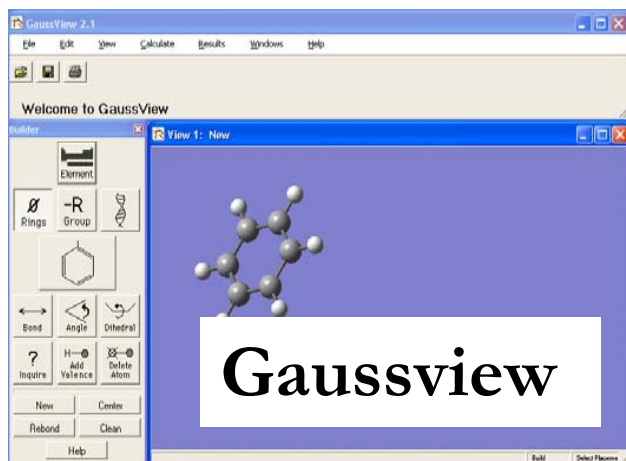 GaussView 2.1
File Edit View Calculate Results Windows Help
Welcome to GaussView
Builder
View 1: New
Element
Rings
-R
Group
Bond
Angle
Dihedral
?
Inquire
H
Add
Valence
Delete
Atom
New
Center
Rebond
Clean
Help
Gaussview
Build
Select Placeme